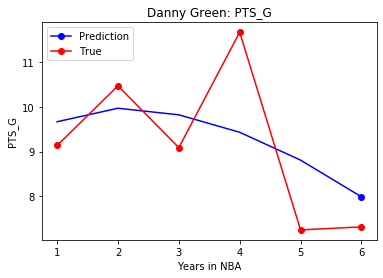 Danny Green: PTS_G
Prediction
True
PTS_G
11
10
9
8
1 2 3 4 5 6
Years in NBA